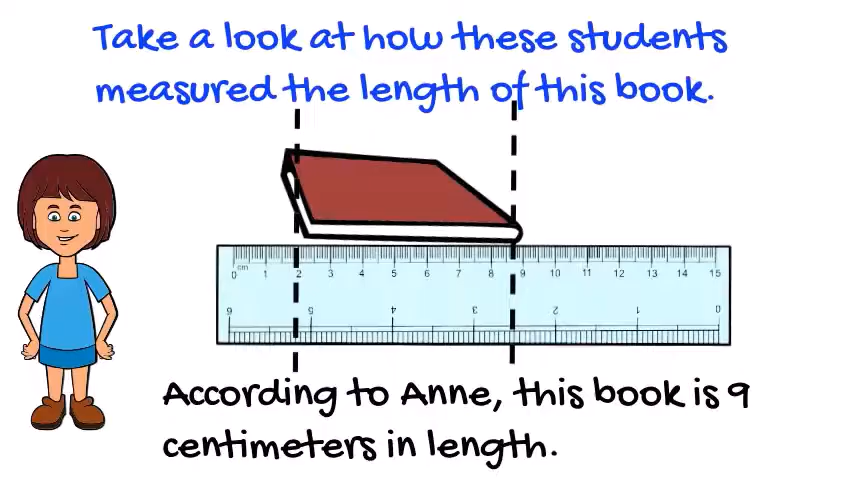 Take a look at how these students
measured the length of this book.
0 cm 1 2 3 4 5 6 7 8 9 10 11 12 13 14 15
6 5 4 3 2 1 0
According to Anne, this book is 9
centimeters in length.